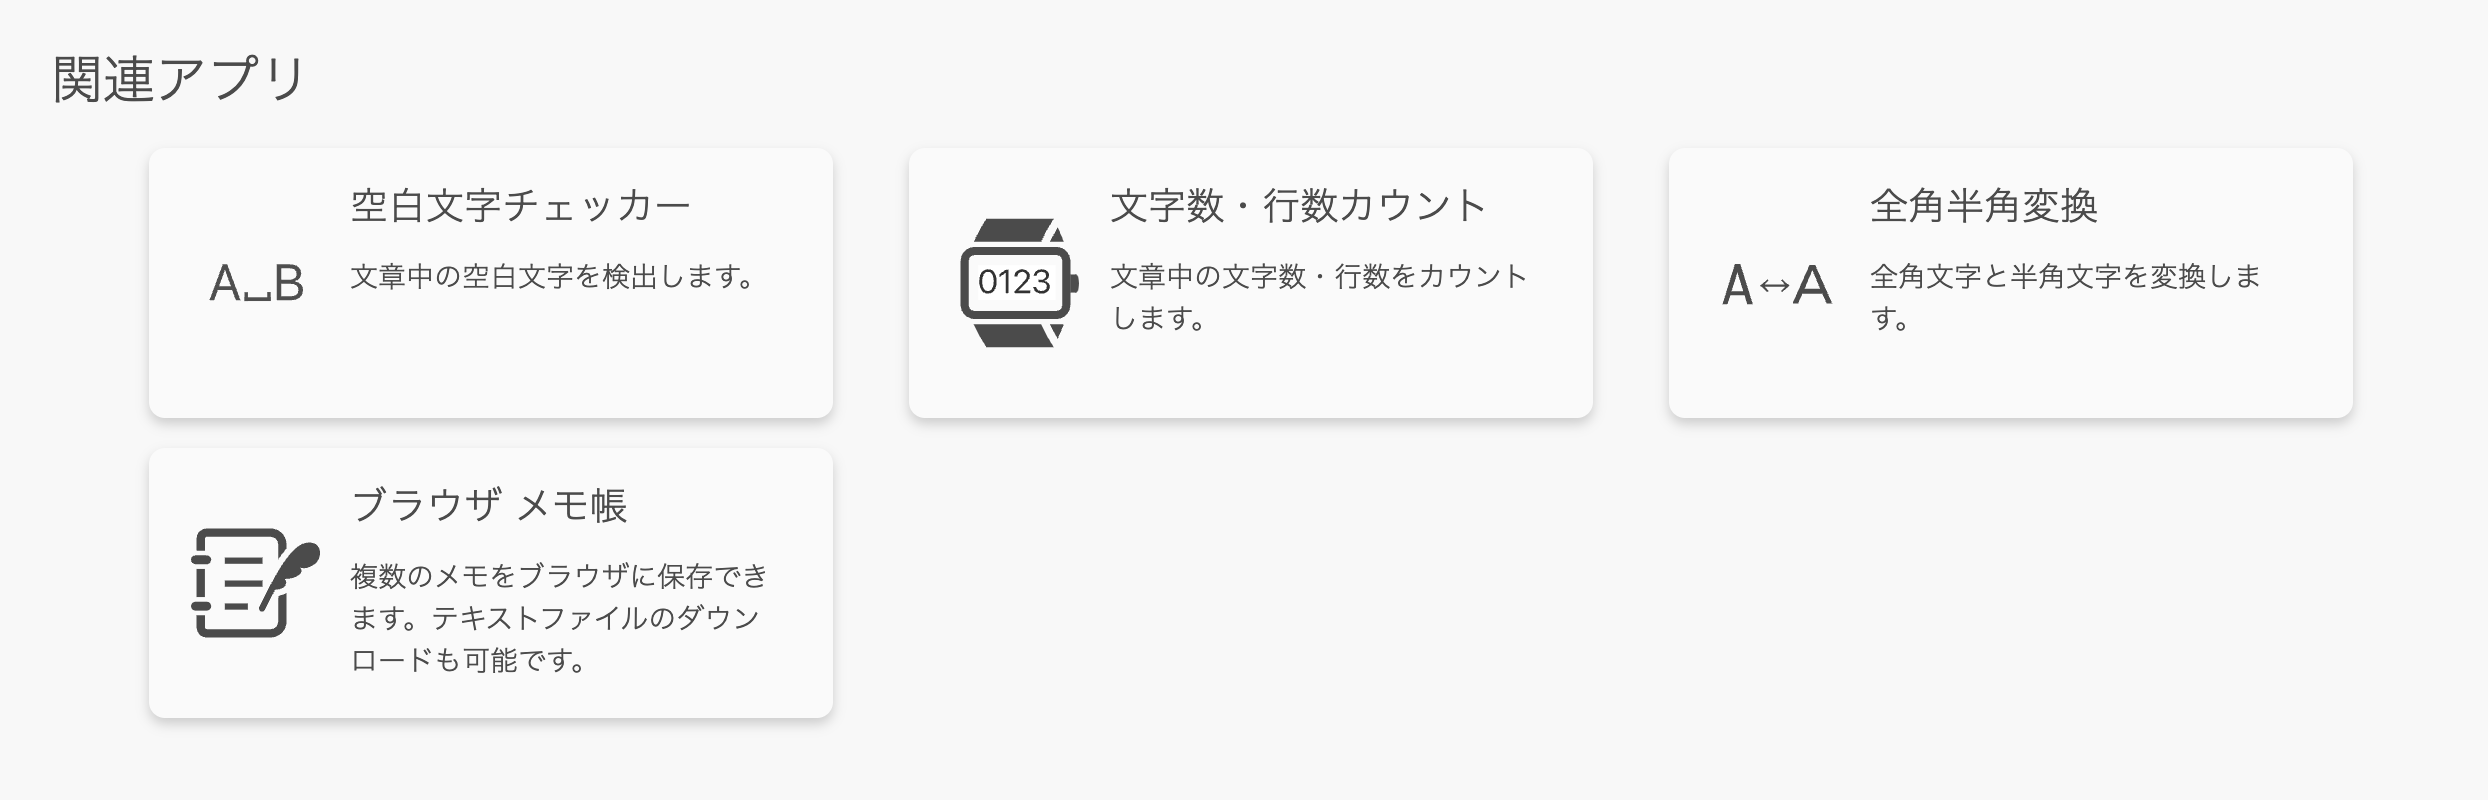 関連アプリ
空白文字チェッカー
A␣B
文章中の空白文字を検出します。
文字数・行数カウント
0123
文章中の文字数・行数をカウント
します。
全角半角変換
A↔A
全角文字と半角文字を変換しま
す。
ブラウザ メモ帳
複数のメモをブラウザに保存でき
ます。テキストファイルのダウン
ロードも可能です。